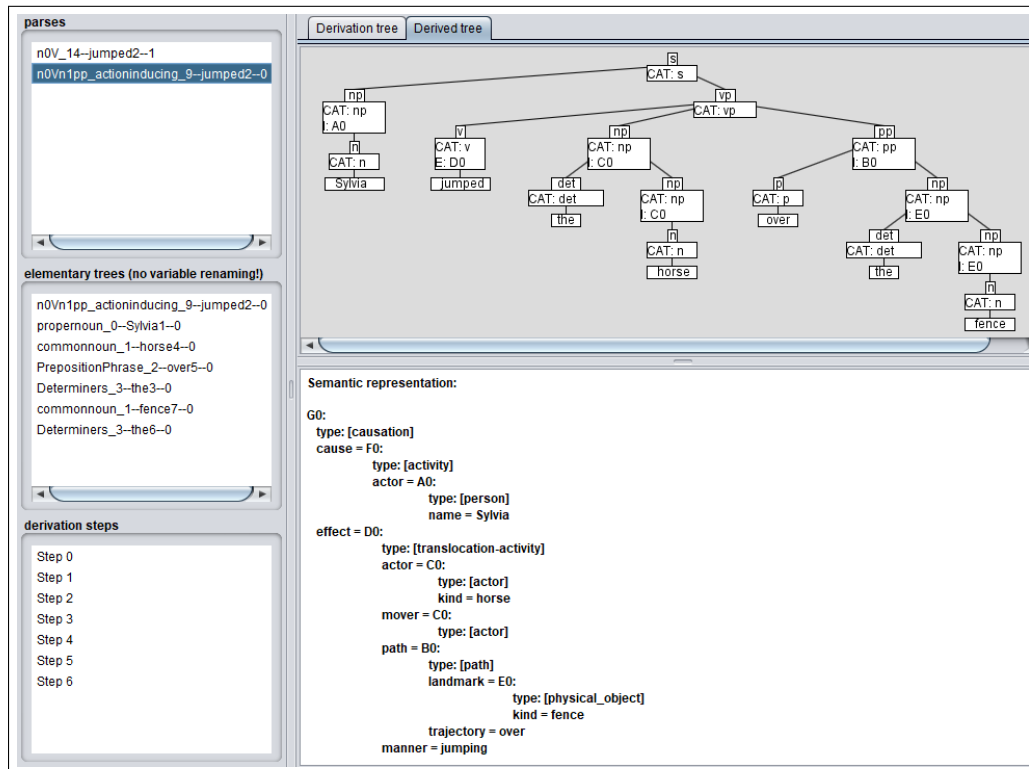 parses
n0V_14--jumped2--1
n0Vn1pp_actioninducing_9--jumped2--0
elementary trees (no variable renaming!)
n0Vn1pp_actioninducing_9--jumped2--0
propernoun_0--Sylvia1--0
commonnoun_1--horse4--0
PrepositionPhrase_2--over5--0
Determiners_3--the3--0
commonnoun_1--fence7--0
Determiners_3--the6--0
derivation steps
Step 0
Step 1
Step 2
Step 3
Step 4
Step 5
Step 6
Derivation tree Derived tree
s
CAT: s
np vp
CAT: np CAT: vp
I: A0
n
CAT: n
Sylvia
v
CAT: v
E: D0
jumped
np
CAT: np
I: C0
det
CAT: det
the
np
CAT: np
I: C0
n
CAT: n
horse
pp
CAT: pp
I: B0
p
CAT: p
over
np
CAT: np
I: E0
det
CAT: det
the
np
CAT: np
I: E0
n
CAT: n
fence
Semantic representation:
G0:
type: [causation]
cause = F0:
type: [activity]
actor = A0:
type: [person]
name = Sylvia
effect = D0:
type: [translocation-activity]
actor = C0:
type: [actor]
kind = horse
mover = C0:
type: [actor]
path = B0:
type: [path]
landmark = E0:
type: [physical_object]
kind = fence
trajectory = over
manner = jumping